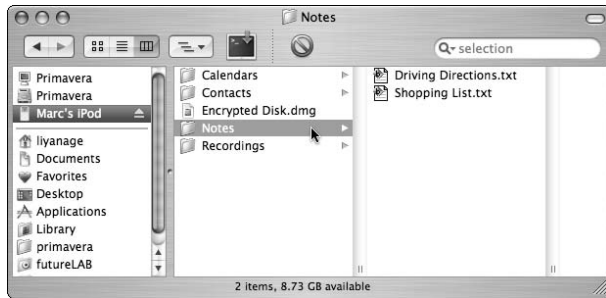 Notes
selection
Primavera
Primavera
Marc's iPod
liyanage
Documents
Favorites
Desktop
Applications
Library
primavera
futureLAB
Calendars
Contacts
Encrypted Disk.dmg
Notes
Recordings
Driving Directions.txt
Shopping List.txt
2 items, 8.73 GB available